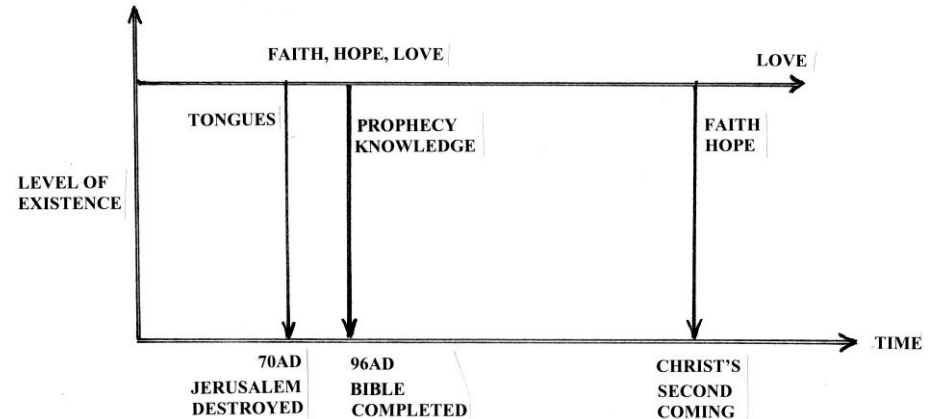 FAITH, HOPE, LOVE
LOVE
TONGUES
PROPHECY
KNOWLEDGE
FAITH
HOPE
LEVEL OF
EXISTENCE
TIME
70AD
JERUSALEM
DESTROYED
96AD
BIBLE
COMPLETED
CHRIST'S
SECOND
COMING